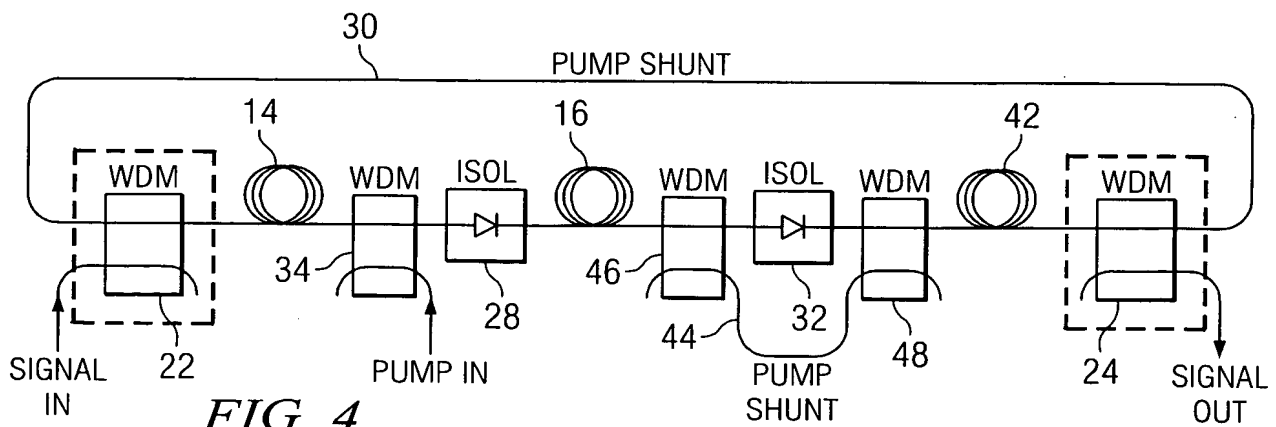 30
PUMP SHUNT
14
16
42
WDM
WDM
ISOL
WDM
ISOL
WDM
WDM
34
28
46
44
32
48
22
24
SIGNAL
IN
PUMP IN
PUMP
SHUNT
SIGNAL
OUT
FIG. 4